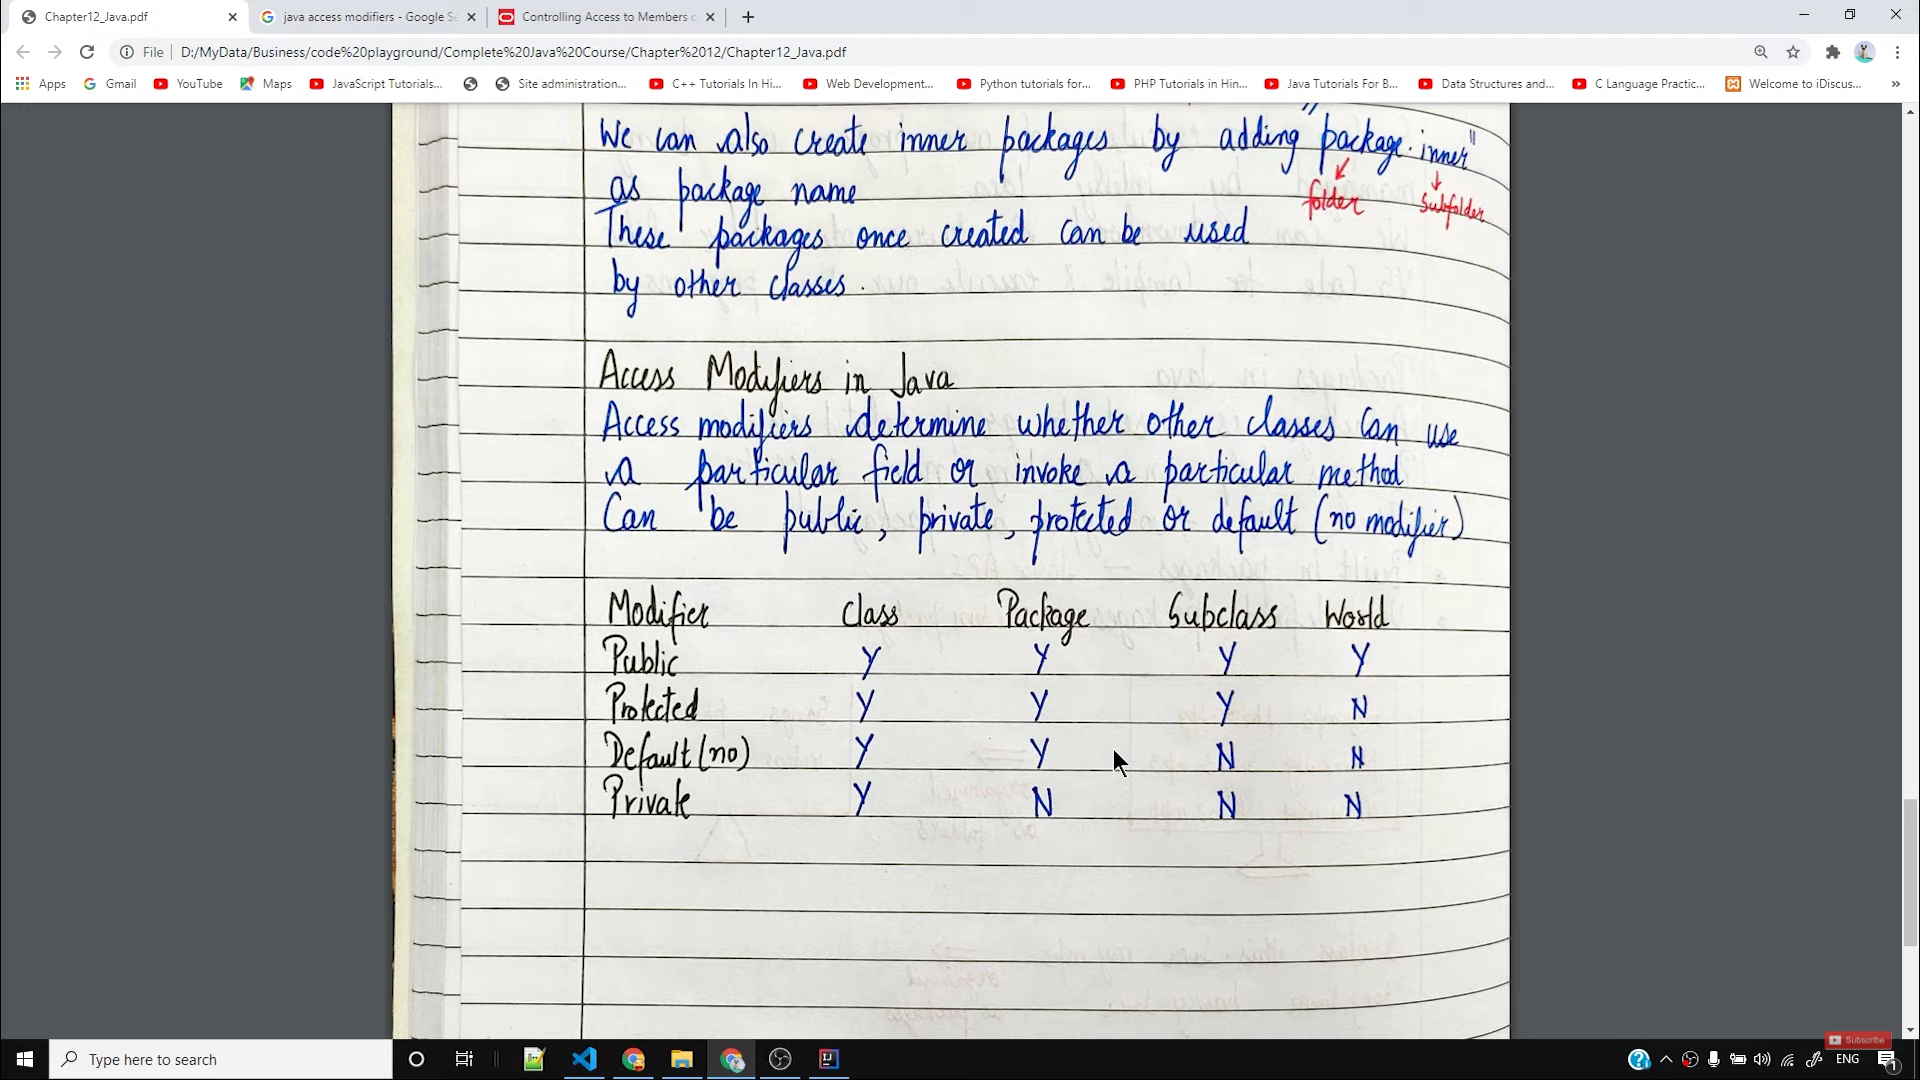 Chapter12_Java.pdf
java access modifiers - Google Se
Controlling Access to Members o
File
D:/MyData/Business/code%20playground/Complete%20Java%20Course/Chapter%2012/Chapter12_Java.pdf
Apps
Gmail
YouTube
Maps
JavaScript Tutorials...
Site administration...
C++ Tutorials In Hi...
Web Development...
Python tutorials for...
PHP Tutorials in Hin...
Java Tutorials For B...
Data Structures and...
C Language Practic...
Welcome to iDiscus...
We can also create inner packages by adding "package.inner"
folder subfolder
as package name
These packages once created can be used
by other classes.
Access Modifiers in Java
Access modifiers determine whether other classes can use
a particular field or invoke a particular method
Can be public, private, protected or default (no modifier)
Modifier Class Package Subclass World
Public Y Y Y Y
Protected Y Y Y N
Default (no) Y Y N N
Private Y N N N
Subscribe
Type here to search
ENG
1